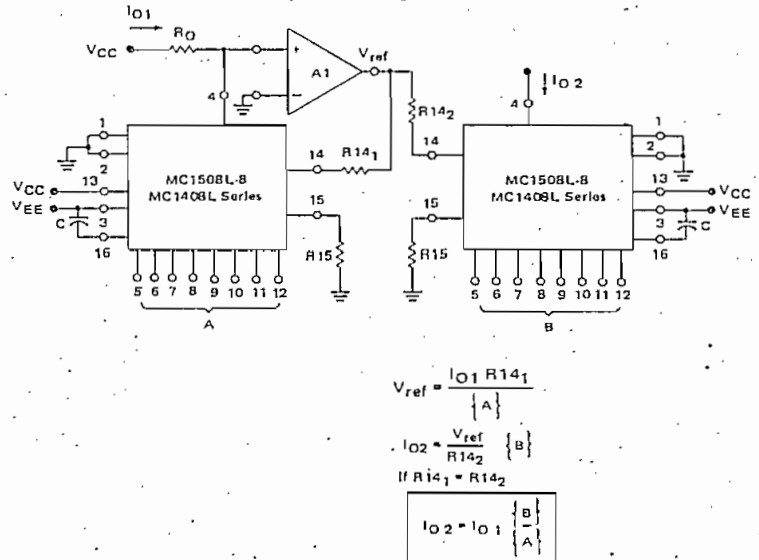 IO1
VCC
RO
+
A1
−
Vref
4
R14₂
IO2
4
1
2
VCC
13
VEE
3
C
16
MC1508L-8
MC1408L Series
14
R14₁
15
R15
5 6 7 8 9 10 11 12
A
14
15
R15
MC1508L-8
MC1408L Series
1
2
13
VCC
3
VEE
C
16
5 6 7 8 9 10 11 12
B
Vref = IO1 R14₁ / {A}
IO2 = Vref / R14₂ {B}
If R14₁ = R14₂
IO2 = IO1 {B} / {A}